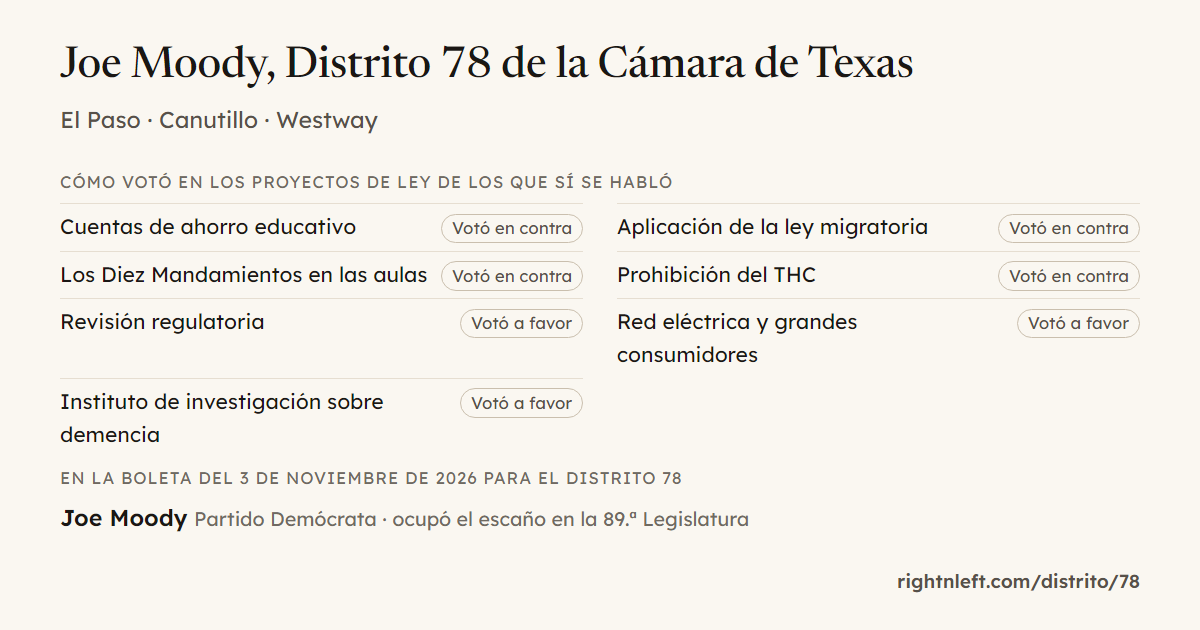 Joe Moody, Distrito 78 de la Cámara de Texas
El Paso · Canutillo · Westway
CÓMO VOTÓ EN LOS PROYECTOS DE LEY DE LOS QUE SÍ SE HABLÓ
Cuentas de ahorro educativo Votó en contra
Aplicación de la ley migratoria Votó en contra
Los Diez Mandamientos en las aulas Votó en contra
Prohibición del THC Votó en contra
Revisión regulatoria Votó a favor
Red eléctrica y grandes Votó a favor
consumidores
Instituto de investigación sobre Votó a favor
demencia
EN LA BOLETA DEL 3 DE NOVIEMBRE DE 2026 PARA EL DISTRITO 78
Joe Moody Partido Demócrata · ocupó el escaño en la 89.ª Legislatura
rightnleft.com/distrito/78